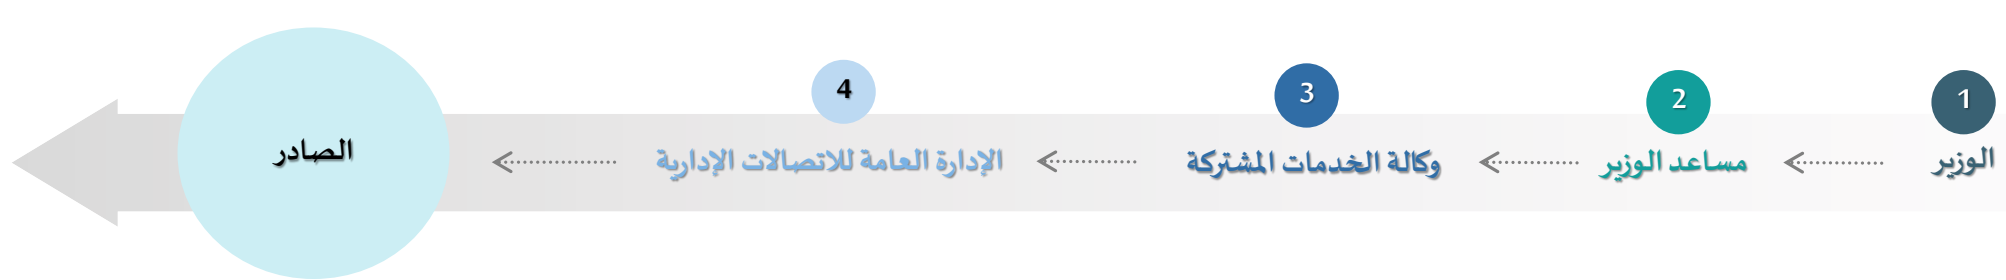 1
الوزير
2
مساعد الوزير
3
وكالة الخدمات المشتركة
4
الإدارة العامة للاتصالات الإدارية
الصادر